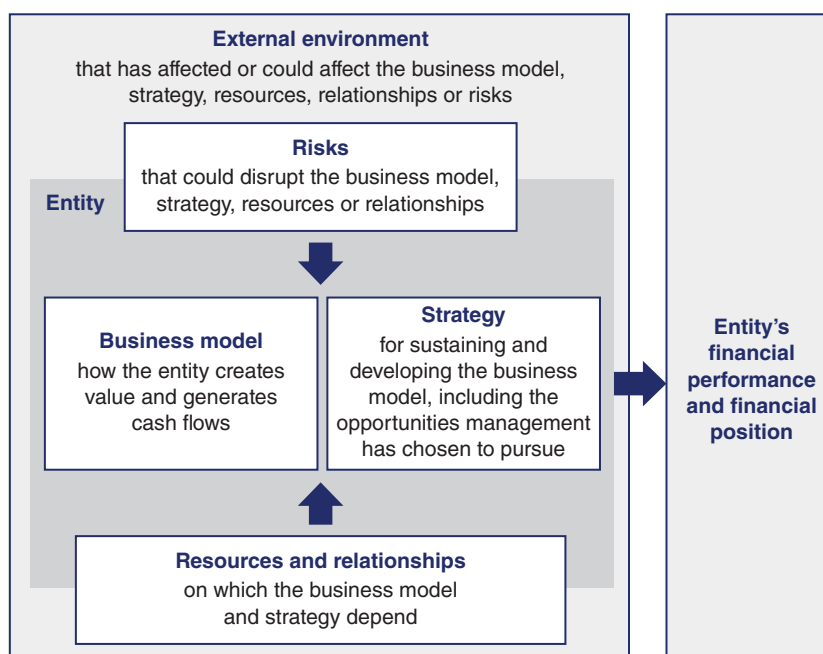 External environment
that has affected or could affect the business model,
strategy, resources, relationships or risks
Risks
that could disrupt the business model,
strategy, resources or relationships
Entity
Business model
how the entity creates
value and generates
cash flows
Strategy
for sustaining and
developing the business
model, including the
opportunities management
has chosen to pursue
Resources and relationships
on which the business model
and strategy depend
Entity’s
financial
performance
and financial
position